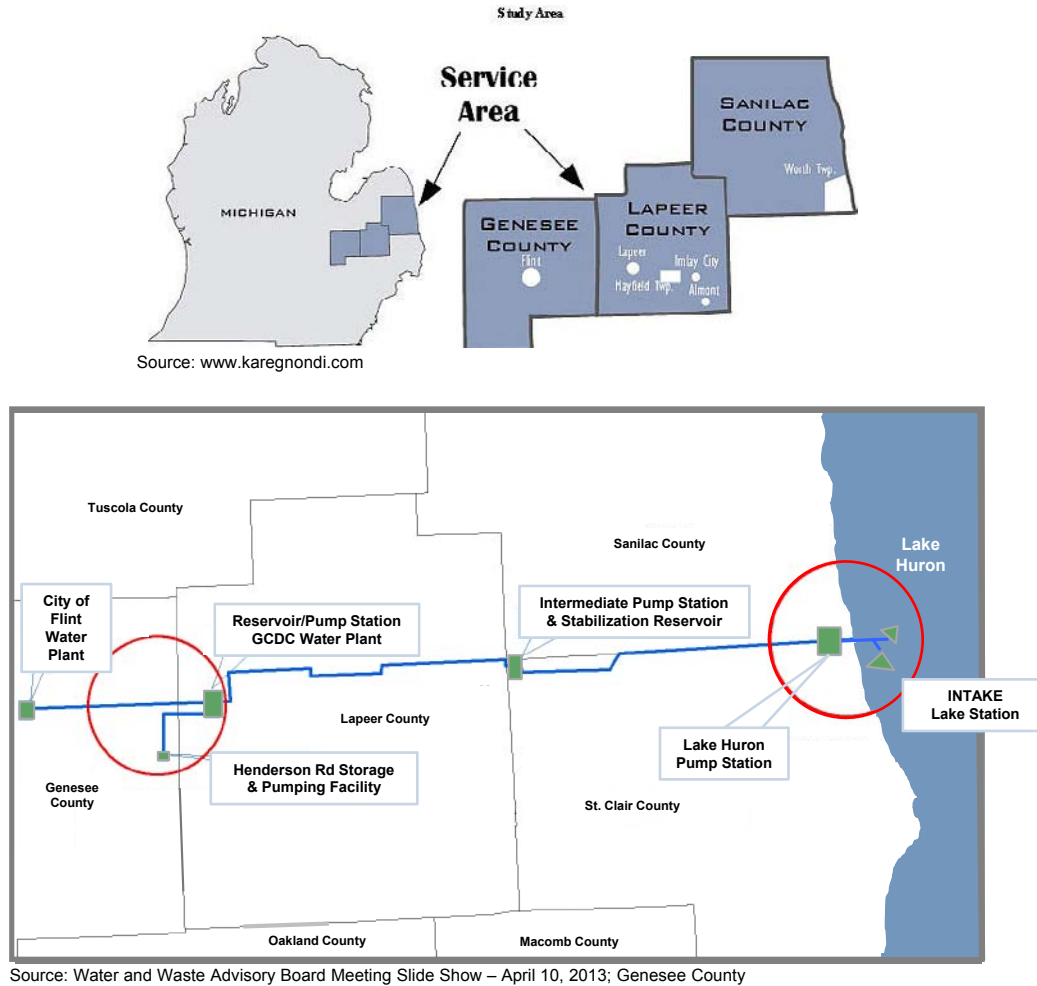 Study Area
Service
Area
MICHIGAN
SANILAC
COUNTY
Worth Twp.
GENESEE
COUNTY
Flint
LAPEER
COUNTY
Lapeer
Imlay City
Mayfield Twp.
Almont
Source: www.karegnondi.com
Tuscola County
Sanilac County
Lake
Huron
City of
Flint
Water
Plant
Reservoir/Pump Station
GCDC Water Plant
Intermediate Pump Station
& Stabilization Reservoir
INTAKE
Lake Station
Lapeer County
Lake Huron
Pump Station
Henderson Rd Storage
& Pumping Facility
Genesee
County
St. Clair County
Oakland County
Macomb County
Source: Water and Waste Advisory Board Meeting Slide Show – April 10, 2013; Genesee County